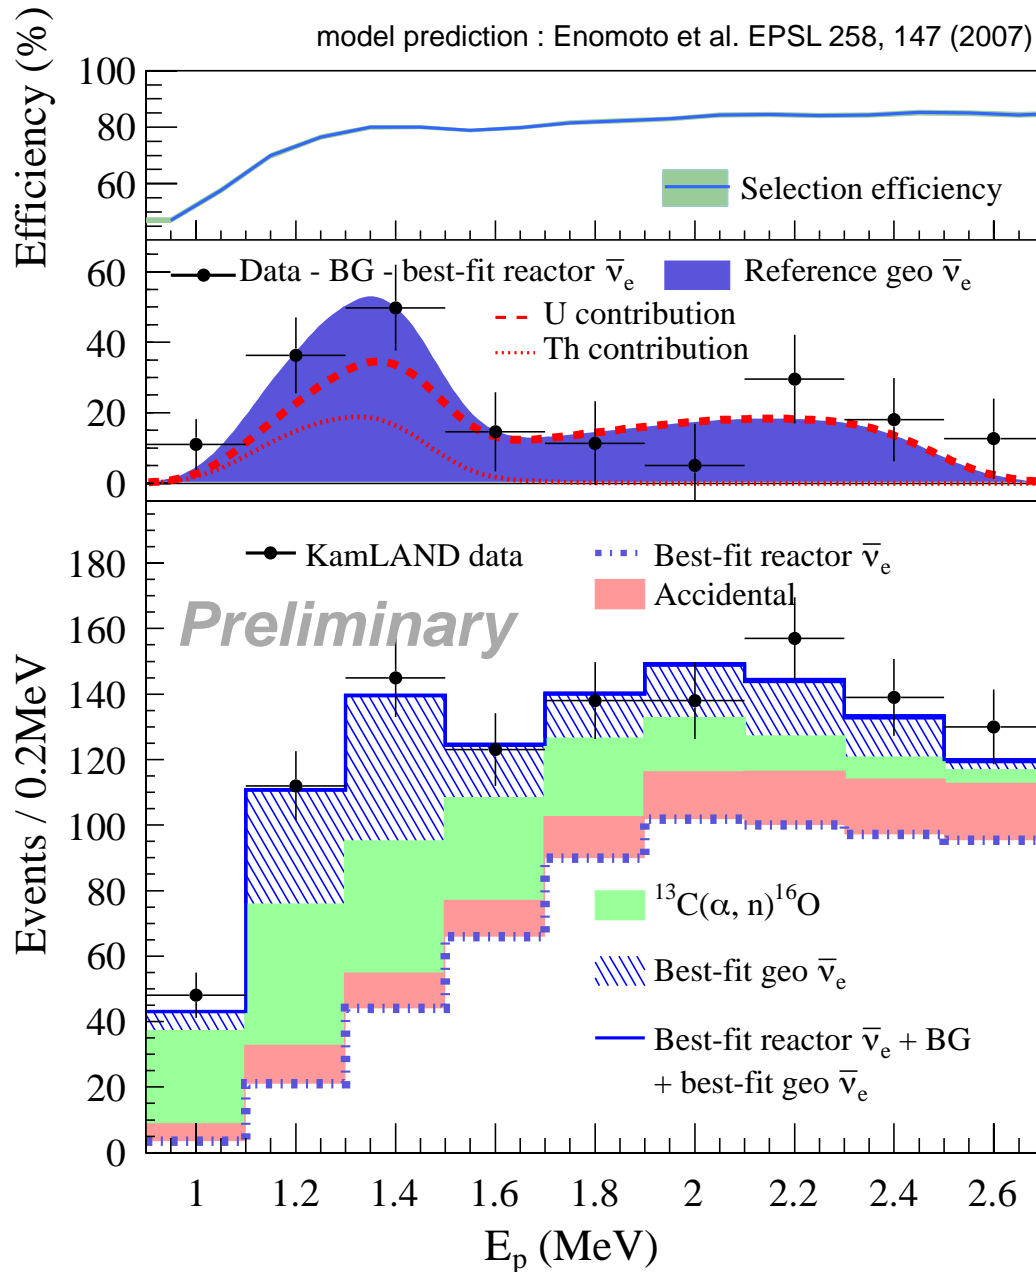 model prediction : Enomoto et al. EPSL 258, 147 (2007)
Efficiency (%)
100
80
60
Selection efficiency
60
40
20
0
Data - BG - best-fit reactor ν̅e
Reference geo ν̅e
U contribution
Th contribution
Events / 0.2MeV
180
160
140
120
100
80
60
40
20
0
KamLAND data
Best-fit reactor ν̅e
Accidental
Preliminary
¹³C(α, n)¹⁶O
Best-fit geo ν̅e
Best-fit reactor ν̅e + BG
+ best-fit geo ν̅e
1 1.2 1.4 1.6 1.8 2 2.2 2.4 2.6
Ep (MeV)